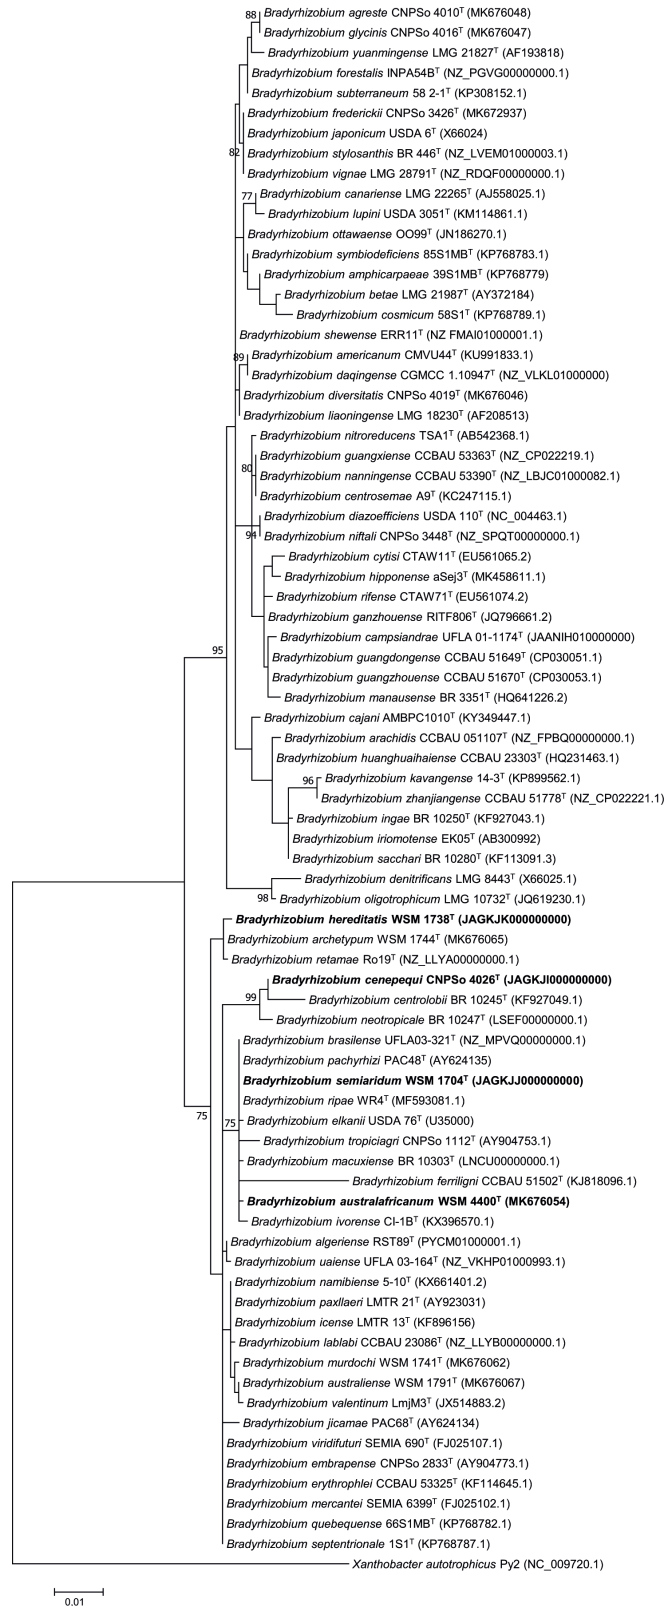 88
Bradyrhizobium agreste CNPSo 4010ᵀ (MK676048)
Bradyrhizobium glycinis CNPSo 4016ᵀ (MK676047)
Bradyrhizobium yuanmingense LMG 21827ᵀ (AF193818)
Bradyrhizobium forestalis INPA54Bᵀ (NZ_PGVG00000000.1)
Bradyrhizobium subterraneum 58 2-1ᵀ (KP308152.1)
Bradyrhizobium frederickii CNPSo 3426ᵀ (MK672937)
Bradyrhizobium japonicum USDA 6ᵀ (X66024)
82
Bradyrhizobium stylosanthis BR 446ᵀ (NZ_LVEM01000003.1)
Bradyrhizobium vignae LMG 28791ᵀ (NZ_RDQF00000000.1)
77
Bradyrhizobium canariense LMG 22265ᵀ (AJ558025.1)
Bradyrhizobium lupini USDA 3051ᵀ (KM114861.1)
Bradyrhizobium ottawaense OO99ᵀ (JN186270.1)
Bradyrhizobium symbiodeficiens 85S1MBᵀ (KP768783.1)
Bradyrhizobium amphicarpaeae 39S1MBᵀ (KP768779)
Bradyrhizobium betae LMG 21987ᵀ (AY372184)
Bradyrhizobium cosmicum 58S1ᵀ (KP768789.1)
Bradyrhizobium shewense ERR11ᵀ (NZ FMAI01000001.1)
89
Bradyrhizobium americanum CMVU44ᵀ (KU991833.1)
Bradyrhizobium daqingense CGMCC 1.10947ᵀ (NZ_VLKL01000000)
Bradyrhizobium diversitatis CNPSo 4019ᵀ (MK676046)
Bradyrhizobium liaoningense LMG 18230ᵀ (AF208513)
Bradyrhizobium nitroreducens TSA1ᵀ (AB542368.1)
Bradyrhizobium guangxiense CCBAU 53363ᵀ (NZ_CP022219.1)
80
Bradyrhizobium nanningense CCBAU 53390ᵀ (NZ_LBJC01000082.1)
Bradyrhizobium centrosemae A9ᵀ (KC247115.1)
Bradyrhizobium diazoefficiens USDA 110ᵀ (NC_004463.1)
94
Bradyrhizobium niftali CNPSo 3448ᵀ (NZ_SPQT00000000.1)
Bradyrhizobium cytisi CTAW11ᵀ (EU561065.2)
Bradyrhizobium hipponense aSej3ᵀ (MK458611.1)
Bradyrhizobium rifense CTAW71ᵀ (EU561074.2)
Bradyrhizobium ganzhouense RITF806ᵀ (JQ796661.2)
Bradyrhizobium campsiandrae UFLA 01-1174ᵀ (JAANIH010000000)
95
Bradyrhizobium guangdongense CCBAU 51649ᵀ (CP030051.1)
Bradyrhizobium guangzhouense CCBAU 51670ᵀ (CP030053.1)
Bradyrhizobium manausense BR 3351ᵀ (HQ641226.2)
Bradyrhizobium cajani AMBPC1010ᵀ (KY349447.1)
Bradyrhizobium arachidis CCBAU 051107ᵀ (NZ_FPBQ00000000.1)
Bradyrhizobium huanghuaihaiense CCBAU 23303ᵀ (HQ231463.1)
96
Bradyrhizobium kavangense 14-3ᵀ (KP899562.1)
Bradyrhizobium zhanjiangense CCBAU 51778ᵀ (NZ_CP022221.1)
Bradyrhizobium ingae BR 10250ᵀ (KF927043.1)
Bradyrhizobium iriomotense EK05ᵀ (AB300992)
Bradyrhizobium sacchari BR 10280ᵀ (KF113091.3)
Bradyrhizobium denitrificans LMG 8443ᵀ (X66025.1)
98
Bradyrhizobium oligotrophicum LMG 10732ᵀ (JQ619230.1)
Bradyrhizobium hereditatis WSM 1738ᵀ (JAGKJK000000000)
Bradyrhizobium archetypum WSM 1744ᵀ (MK676065)
Bradyrhizobium retamae Ro19ᵀ (NZ_LLYA00000000.1)
Bradyrhizobium cenepequi CNPSo 4026ᵀ (JAGKJI000000000)
99
Bradyrhizobium centrolobii BR 10245ᵀ (KF927049.1)
Bradyrhizobium neotropicale BR 10247ᵀ (LSEF00000000.1)
Bradyrhizobium brasilense UFLA03-321ᵀ (NZ_MPVQ00000000.1)
Bradyrhizobium pachyrhizi PAC48ᵀ (AY624135)
Bradyrhizobium semiaridum WSM 1704ᵀ (JAGKJJ000000000)
Bradyrhizobium ripae WR4ᵀ (MF593081.1)
75
75
Bradyrhizobium elkanii USDA 76ᵀ (U35000)
Bradyrhizobium tropiciagri CNPSo 1112ᵀ (AY904753.1)
Bradyrhizobium macuxiense BR 10303ᵀ (LNCU00000000.1)
Bradyrhizobium ferriligni CCBAU 51502ᵀ (KJ818096.1)
Bradyrhizobium australafricanum WSM 4400ᵀ (MK676054)
Bradyrhizobium ivorense CI-1Bᵀ (KX396570.1)
Bradyrhizobium algeriense RST89ᵀ (PYCM01000001.1)
Bradyrhizobium uaiense UFLA 03-164ᵀ (NZ_VKHP01000993.1)
Bradyrhizobium namibiense 5-10ᵀ (KX661401.2)
Bradyrhizobium paxllaeri LMTR 21ᵀ (AY923031)
Bradyrhizobium icense LMTR 13ᵀ (KF896156)
Bradyrhizobium lablabi CCBAU 23086ᵀ (NZ_LLYB00000000.1)
Bradyrhizobium murdochi WSM 1741ᵀ (MK676062)
Bradyrhizobium australiense WSM 1791ᵀ (MK676067)
Bradyrhizobium valentinum LmjM3ᵀ (JX514883.2)
Bradyrhizobium jicamae PAC68ᵀ (AY624134)
Bradyrhizobium viridifuturi SEMIA 690ᵀ (FJ025107.1)
Bradyrhizobium embrapense CNPSo 2833ᵀ (AY904773.1)
Bradyrhizobium erythrophlei CCBAU 53325ᵀ (KF114645.1)
Bradyrhizobium mercantei SEMIA 6399ᵀ (FJ025102.1)
Bradyrhizobium quebequense 66S1MBᵀ (KP768782.1)
Bradyrhizobium septentrionale 1S1ᵀ (KP768787.1)
Xanthobacter autotrophicus Py2 (NC_009720.1)
0.01